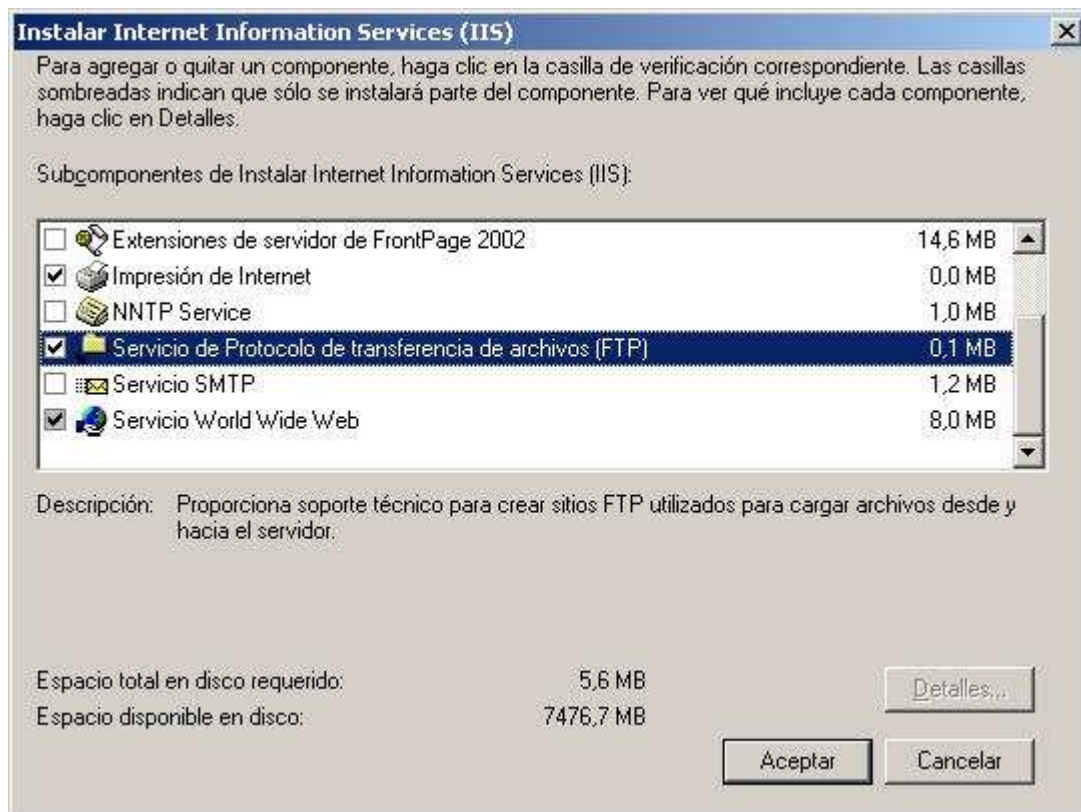 Instalar Internet Information Services (IIS)
Para agregar o quitar un componente, haga clic en la casilla de verificación correspondiente. Las casillas
sombreadas indican que sólo se instalará parte del componente. Para ver qué incluye cada componente,
haga clic en Detalles.
Subcomponentes de Instalar Internet Information Services (IIS):
Extensiones de servidor de FrontPage 2002 14,6 MB
Impresión de Internet 0,0 MB
NNTP Service 1,0 MB
Servicio de Protocolo de transferencia de archivos (FTP) 0,1 MB
Servicio SMTP 1,2 MB
Servicio World Wide Web 8,0 MB
Descripción: Proporciona soporte técnico para crear sitios FTP utilizados para cargar archivos desde y
hacia el servidor.
Espacio total en disco requerido: 5,6 MB
Detalles...
Espacio disponible en disco: 7476,7 MB
Aceptar Cancelar